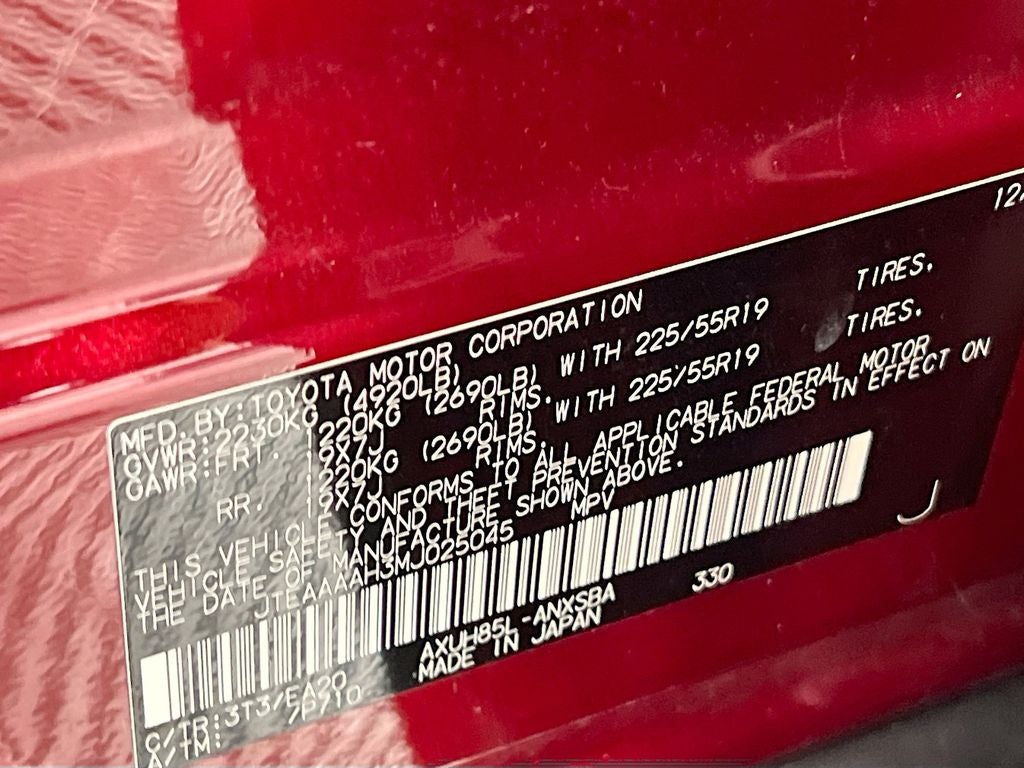 124
MFD. BY: TOYOTA MOTOR CORPORATION
GVWR: 2230KG (4920LB)
GAWR: FRT. 1220KG (2690LB) WITH 225/55R19 TIRES,
19X7J RIMS.
RR. 1220KG (2690LB) WITH 225/55R19 TIRES.
19X7J RIMS.
THIS VEHICLE CONFORMS TO ALL APPLICABLE FEDERAL MOTOR
VEHICLE SAFETY AND THEFT PREVENTION STANDARDS IN EFFECT ON
THE DATE OF MANUFACTURE SHOWN ABOVE.
JTEAAAAH3MJ025045 MPV
330
AXUH85L-ANXSBA
C/TR: 3T3/EA20 MADE IN JAPAN
A/TM: /P710
J